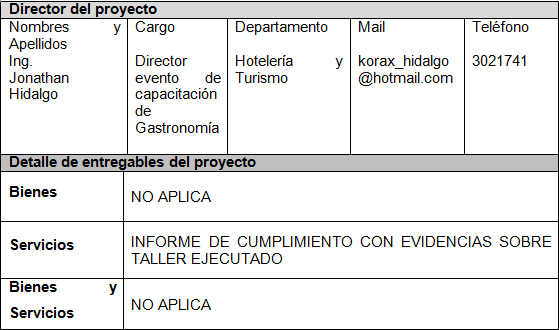 Director del proyecto
Nombres y Apellidos
Cargo
Departamento
Mail
Teléfono
Ing. Jonathan Hidalgo
Director evento de capacitación de Gastronomía
Hotelería y Turismo
korax_hidalgo@hotmail.com
3021741
Detalle de entregables del proyecto
Bienes
NO APLICA
Servicios
INFORME DE CUMPLIMIENTO CON EVIDENCIAS SOBRE
TALLER EJECUTADO
Bienes y
Servicios
NO APLICA